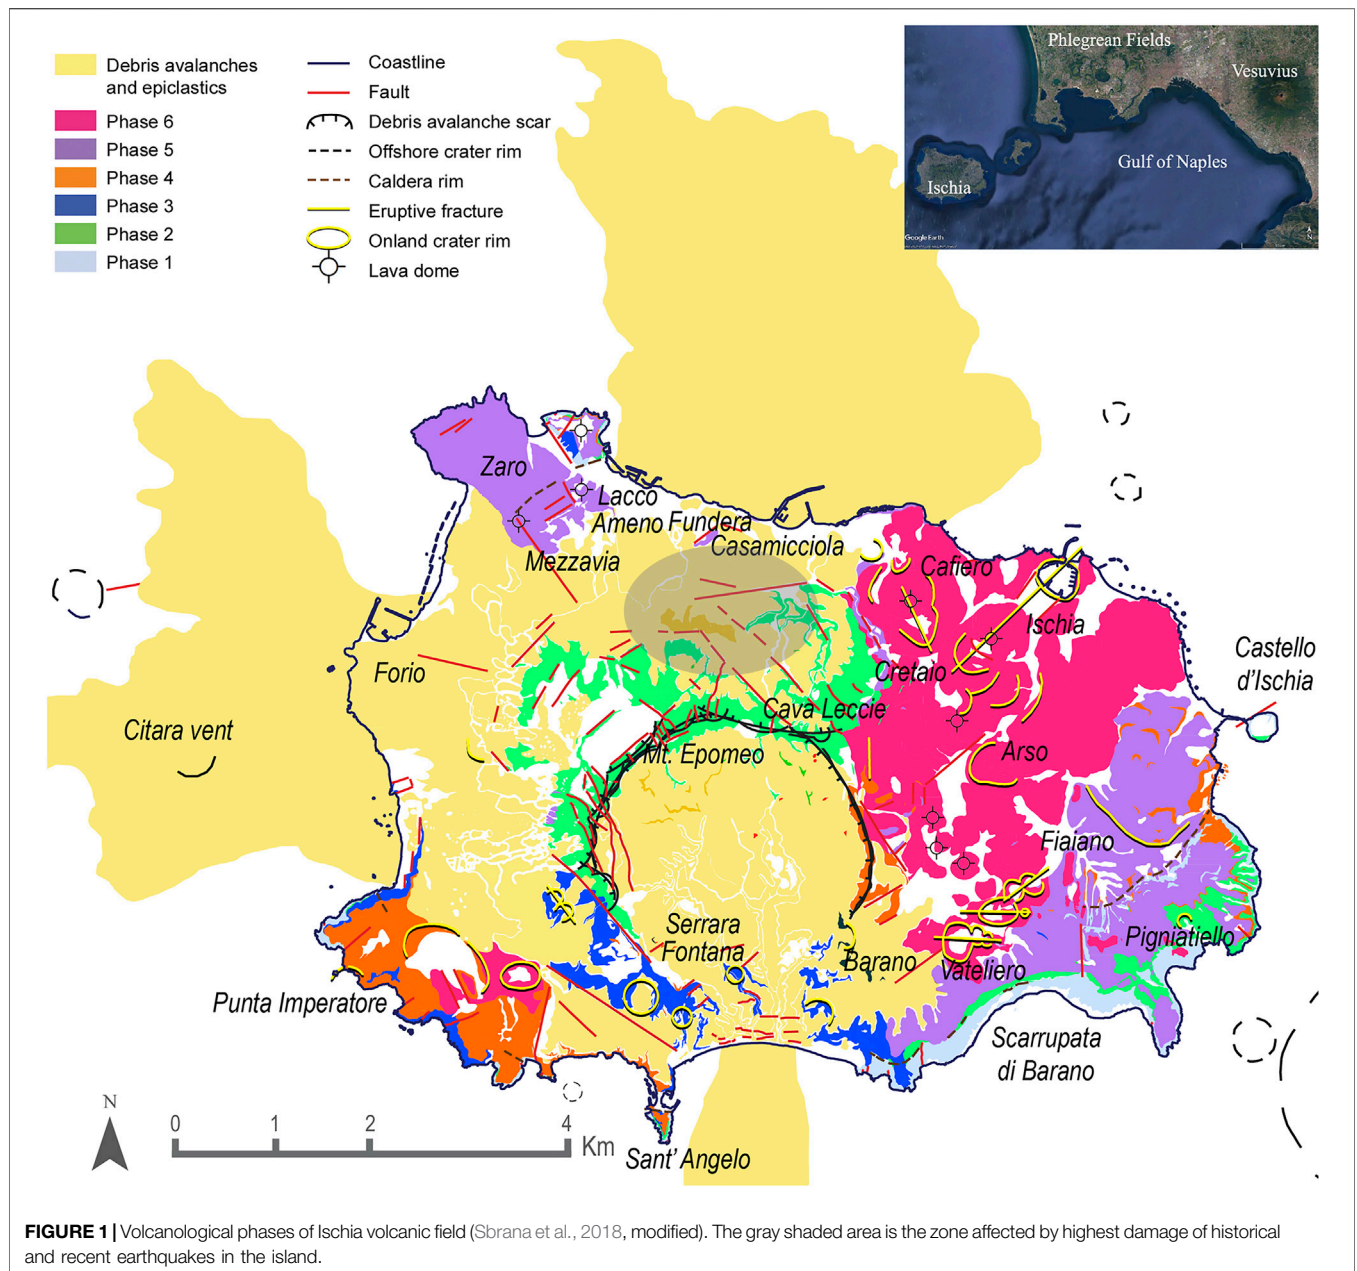 Debris avalanches
and epiclastics
Phase 6
Phase 5
Phase 4
Phase 3
Phase 2
Phase 1
Coastline
Fault
Debris avalanche scar
Offshore crater rim
Caldera rim
Eruptive fracture
Onland crater rim
Lava dome
Phlegrean Fields
Vesuvius
Gulf of Naples
Ischia
Google Earth
N
Zaro
Lacco
Ameno
Fundera
Casamicciola
Mezzavia
Cafiero
Ischia
Castello
d'Ischia
Cretaio
Forio
Cava Leccie
Citara vent
Mt. Epomeo
Arso
Fiaiano
Serrara
Fontana
Pigniatiello
Barano
Vateliero
Punta Imperatore
Scarrupata
di Barano
N
0 1 2 4
Km
Sant' Angelo
FIGURE 1 | Volcanological phases of Ischia volcanic field (Sbrana et al., 2018, modified). The gray shaded area is the zone affected by highest damage of historical
and recent earthquakes in the island.